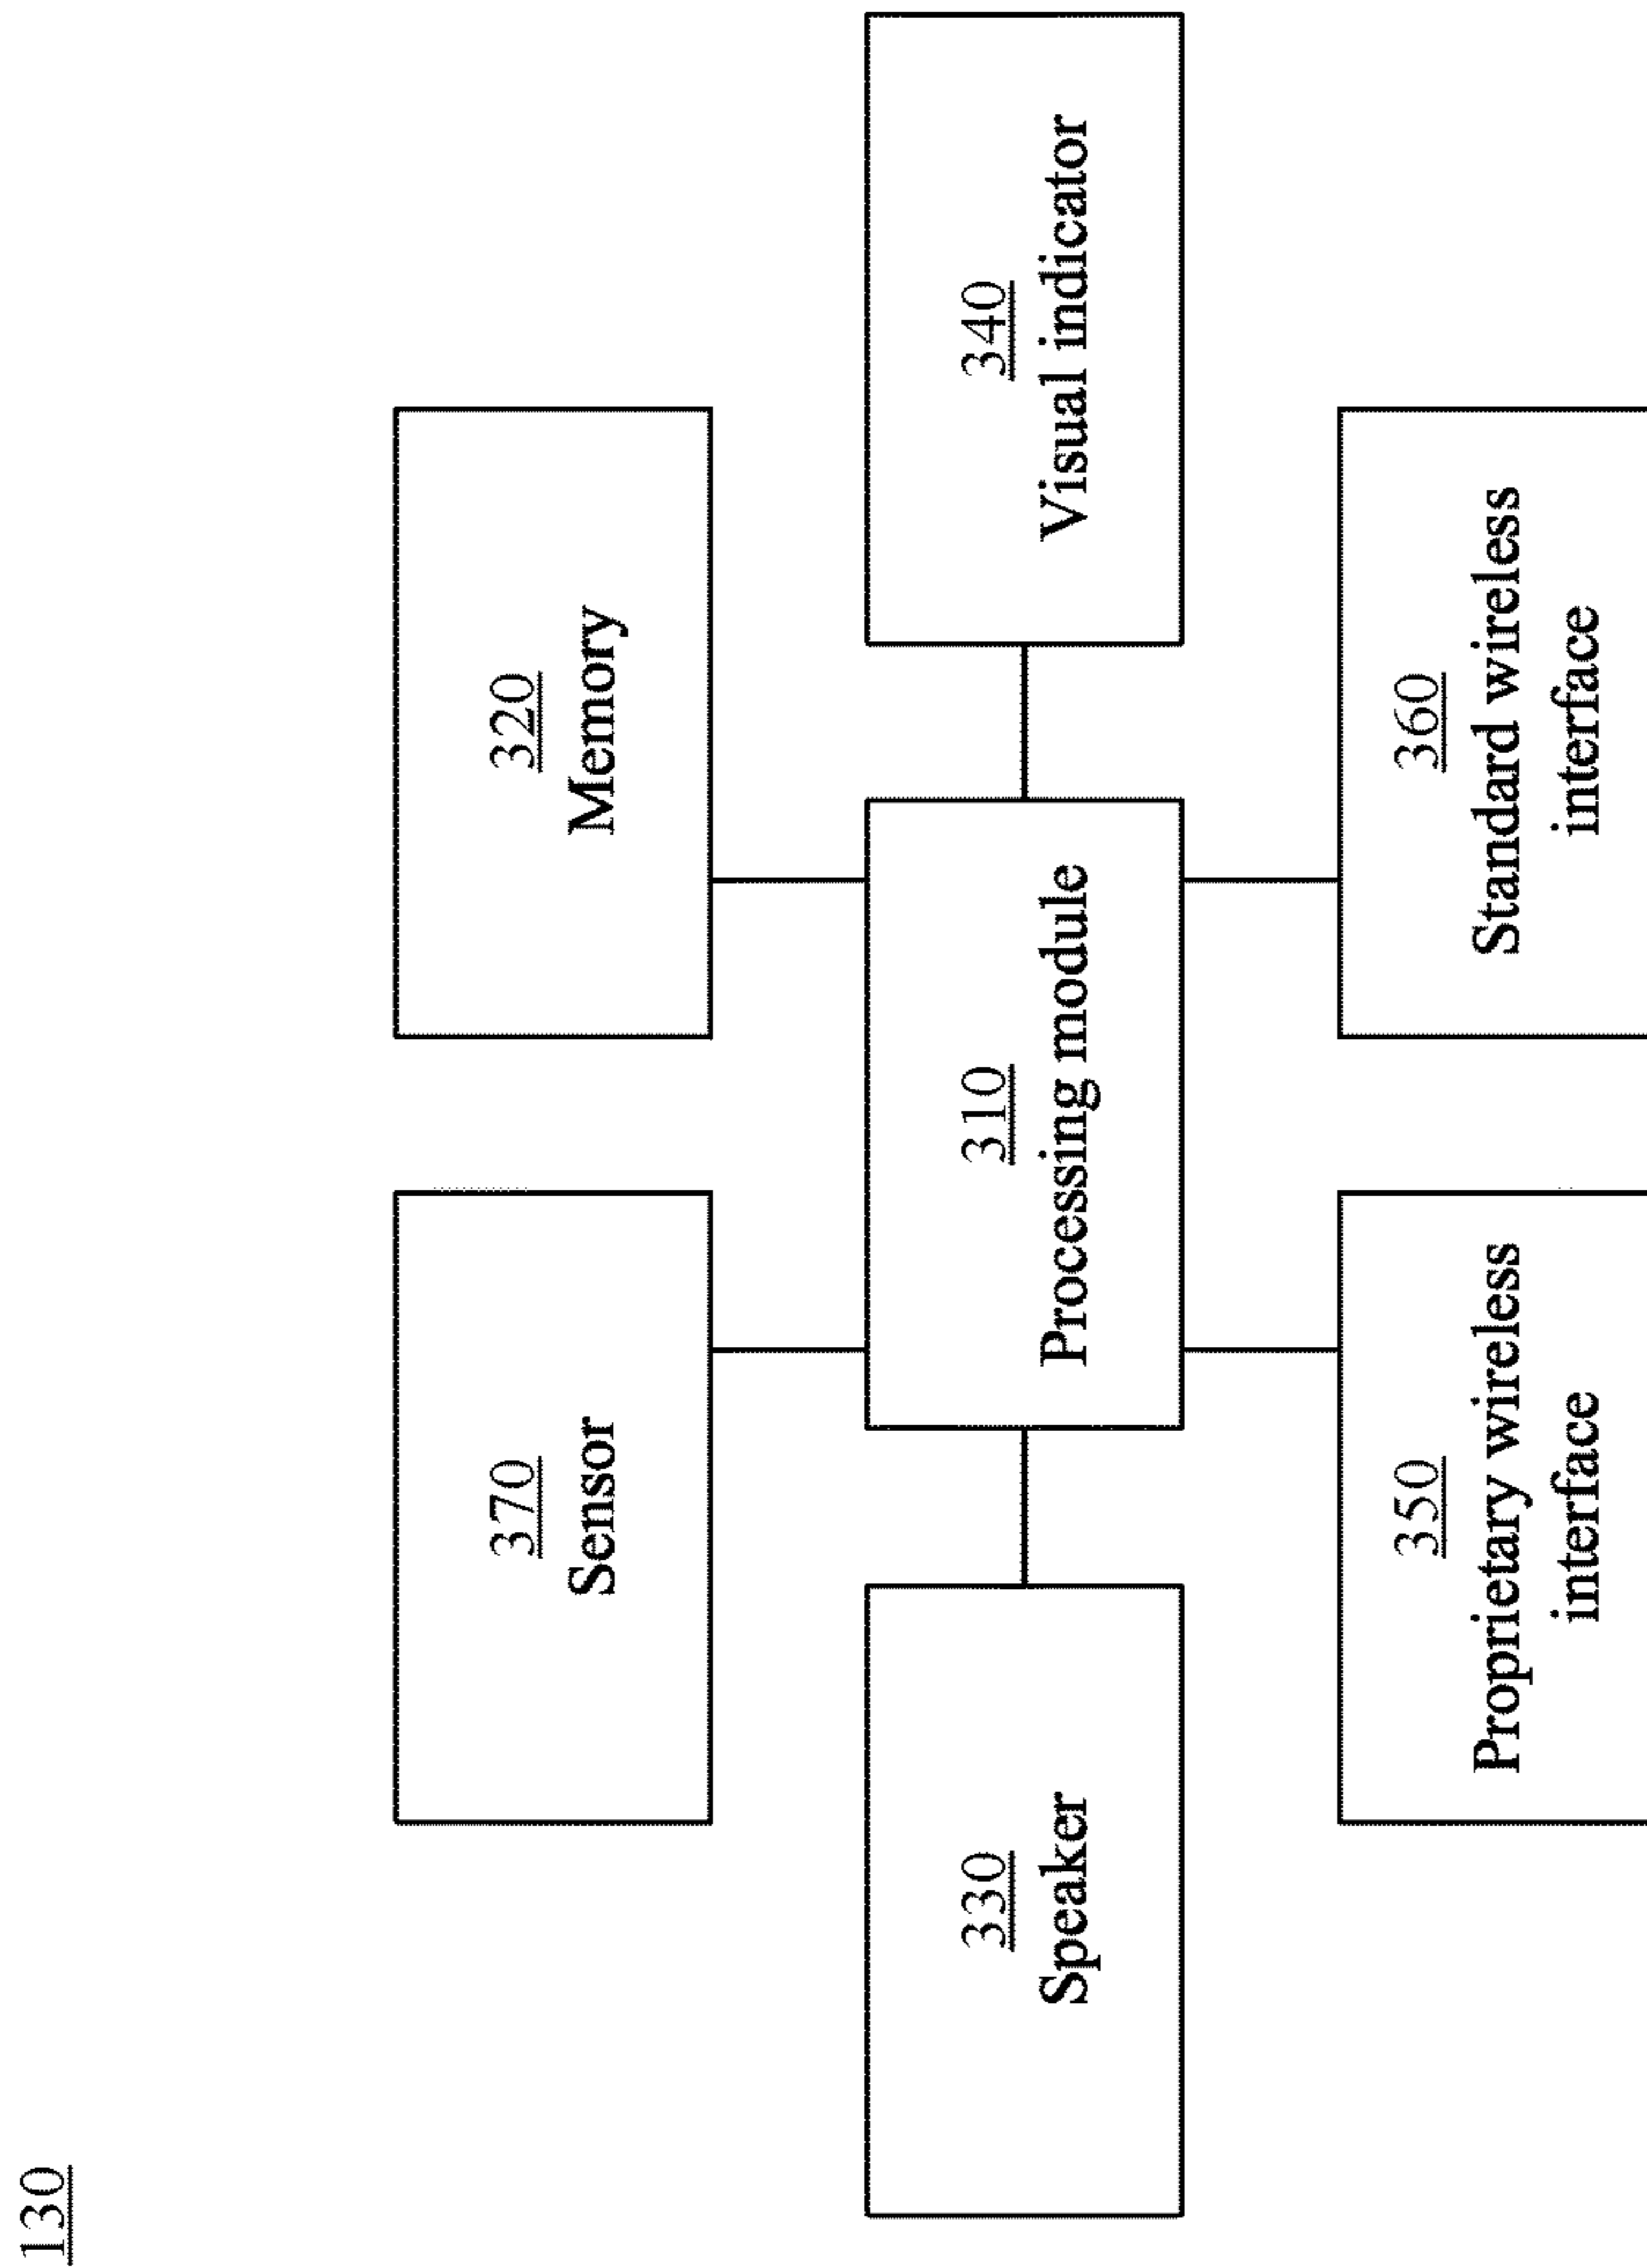 130
370
Sensor
320
Memory
330
Speaker
310
Processing module
340
Visual indicator
350
Proprietary wireless
interface
360
Standard wireless
interface